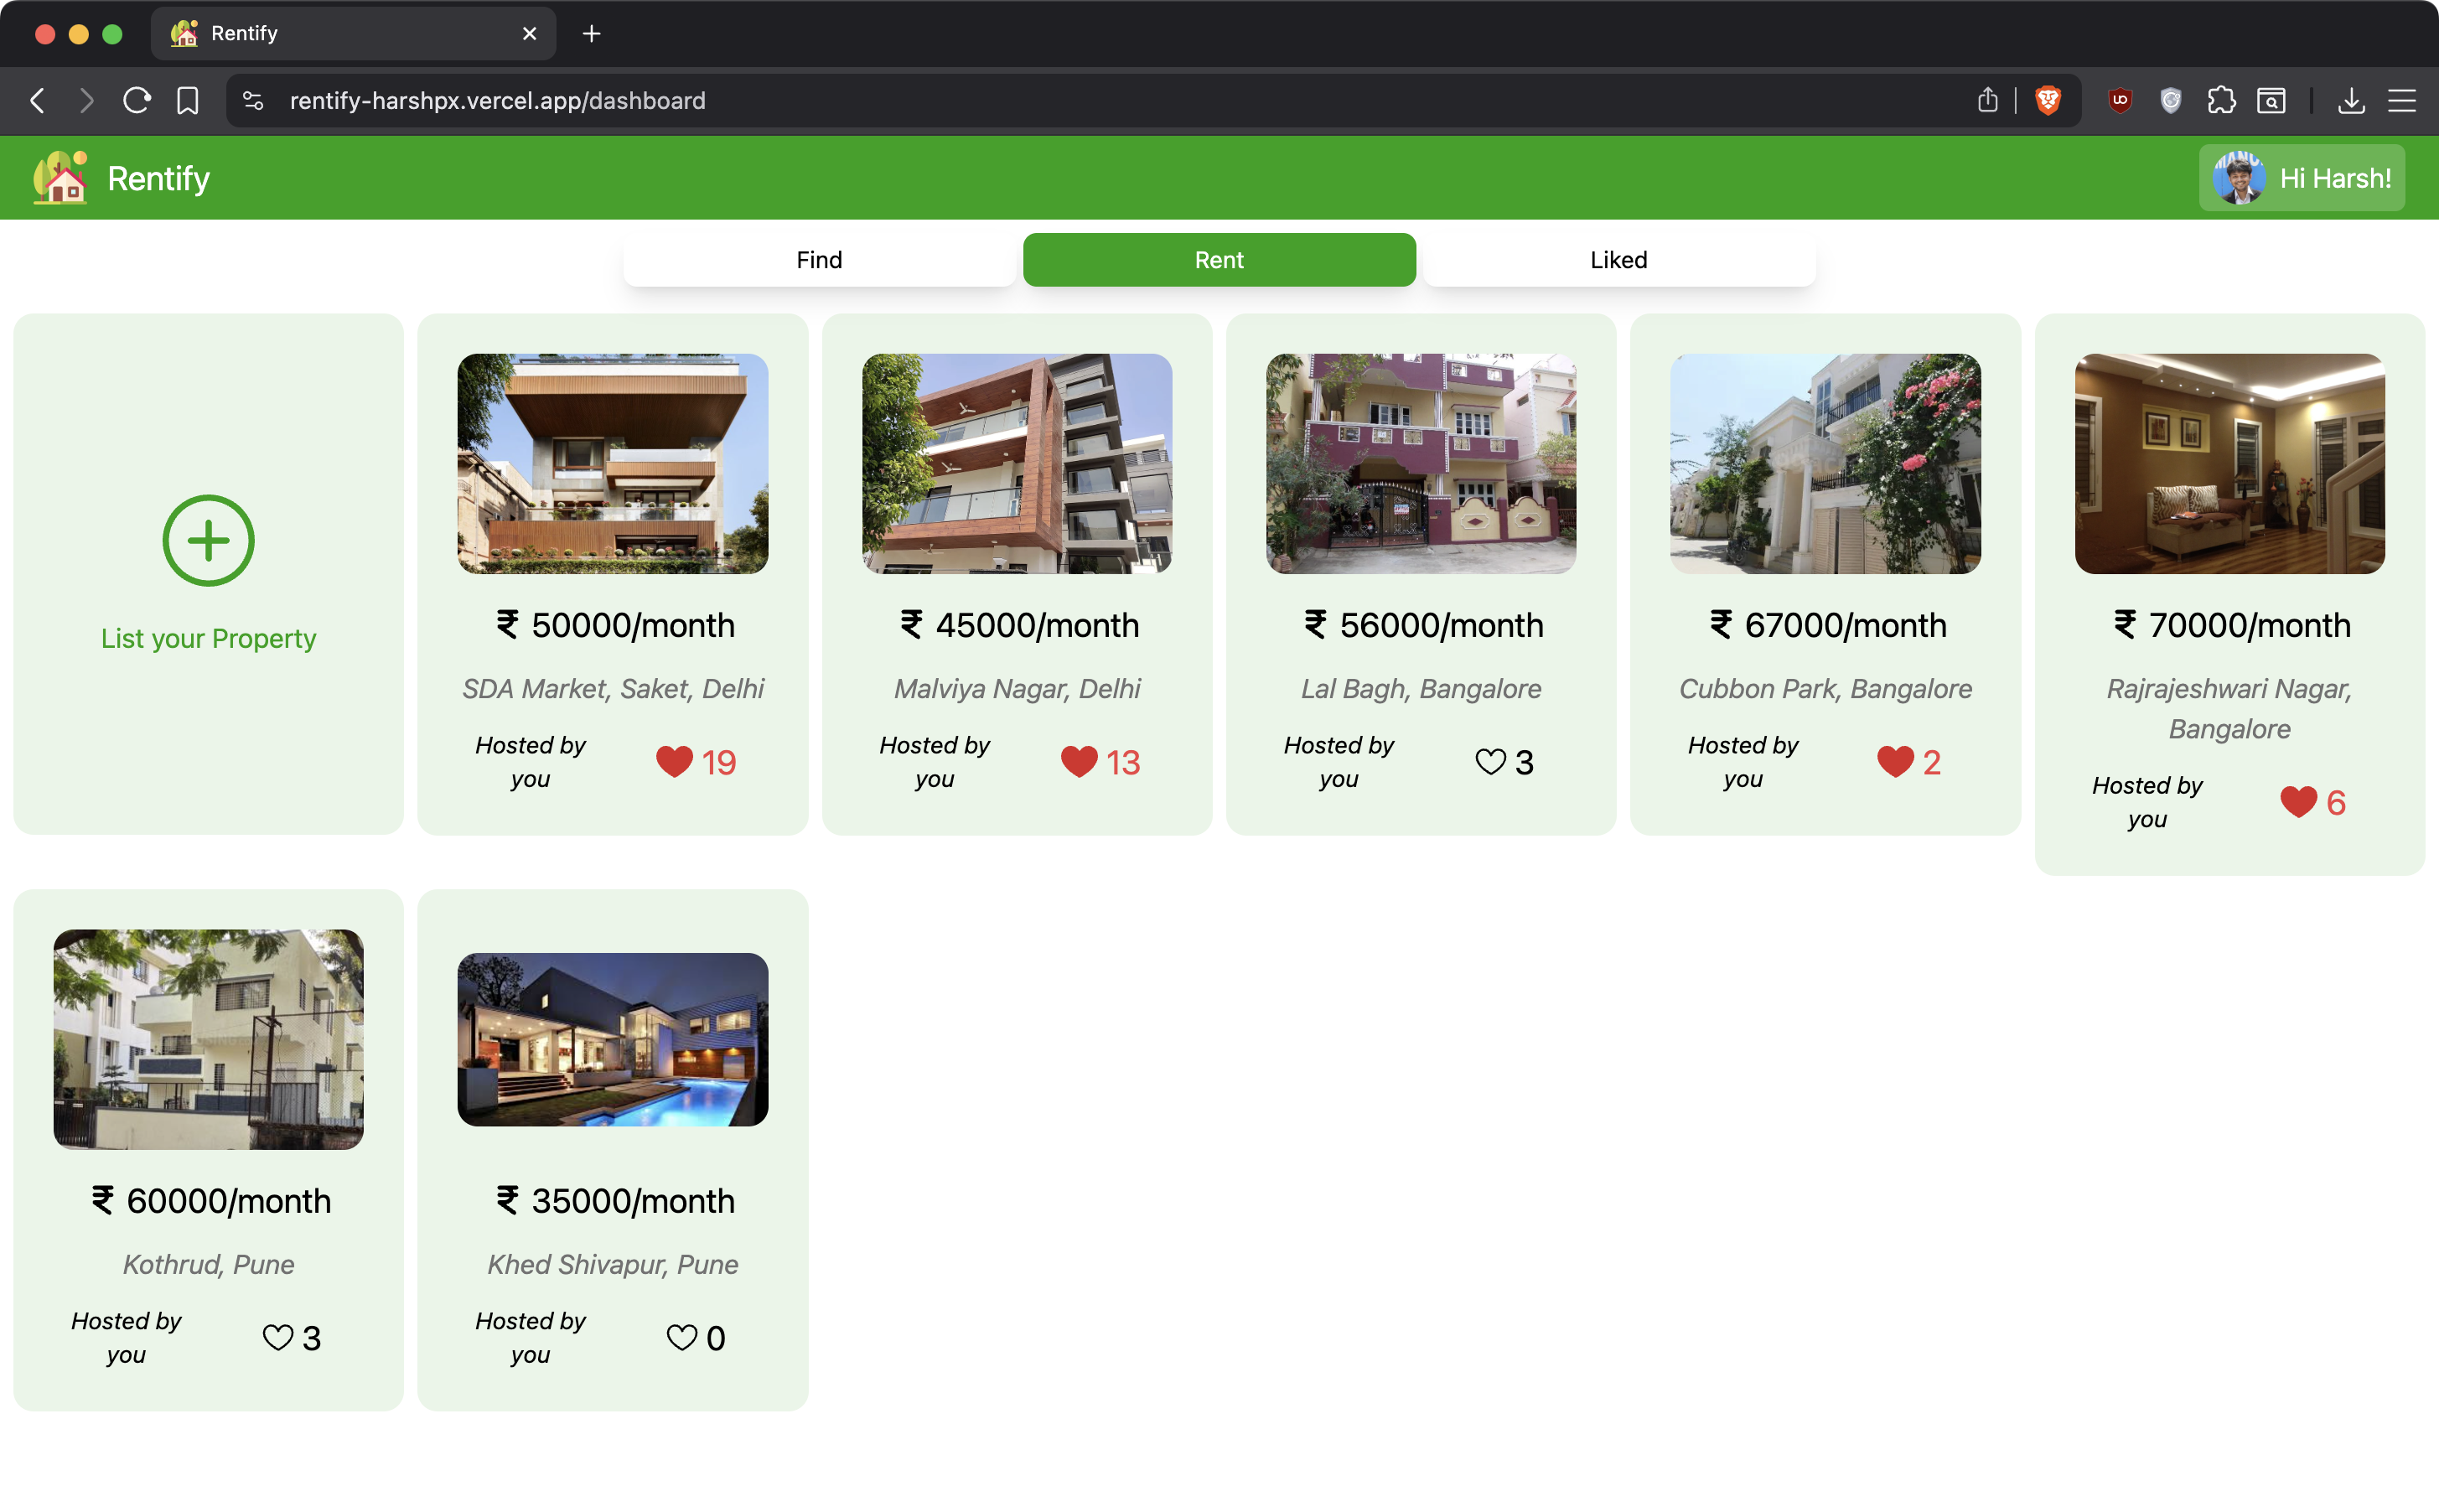 Rentify
rentify-harshpx.vercel.app/dashboard
Rentify
Hi Harsh!
Find
Rent
Liked
List your Property
₹ 50000/month
SDA Market, Saket, Delhi
Hosted by
you
19
₹ 45000/month
Malviya Nagar, Delhi
Hosted by
you
13
₹ 56000/month
Lal Bagh, Bangalore
Hosted by
you
3
₹ 67000/month
Cubbon Park, Bangalore
Hosted by
you
2
₹ 70000/month
Rajrajeshwari Nagar,
Bangalore
Hosted by
you
6
₹ 60000/month
Kothrud, Pune
Hosted by
you
3
₹ 35000/month
Khed Shivapur, Pune
Hosted by
you
0